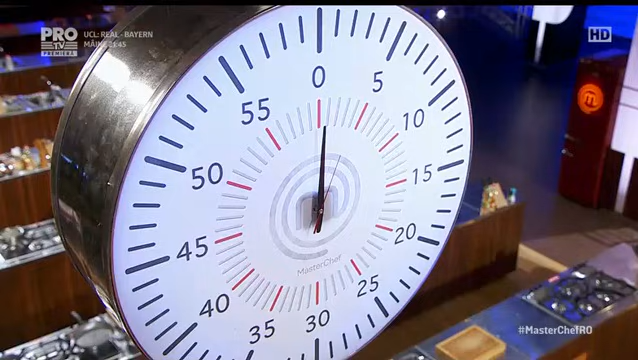 PRO
TV
PREMIERĂ
UCL: REAL - BAYERN
MÂINE 21:45
HD
0
5
10
15
20
25
30
35
40
45
50
55
MasterChef
#MasterChefRO